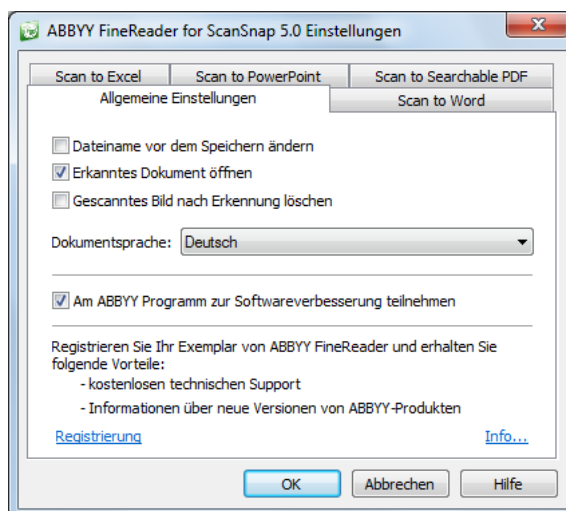 ABBYY FineReader for ScanSnap 5.0 Einstellungen
Scan to Excel
Scan to PowerPoint
Scan to Searchable PDF
Allgemeine Einstellungen
Scan to Word
Dateiname vor dem Speichern ändern
Erkanntes Dokument öffnen
Gescanntes Bild nach Erkennung löschen
Dokumentsprache: Deutsch
Am ABBYY Programm zur Softwareverbesserung teilnehmen
Registrieren Sie Ihr Exemplar von ABBYY FineReader und erhalten Sie
folgende Vorteile:
- kostenlosen technischen Support
- Informationen über neue Versionen von ABBYY-Produkten
Registrierung
Info...
OK
Abbrechen
Hilfe